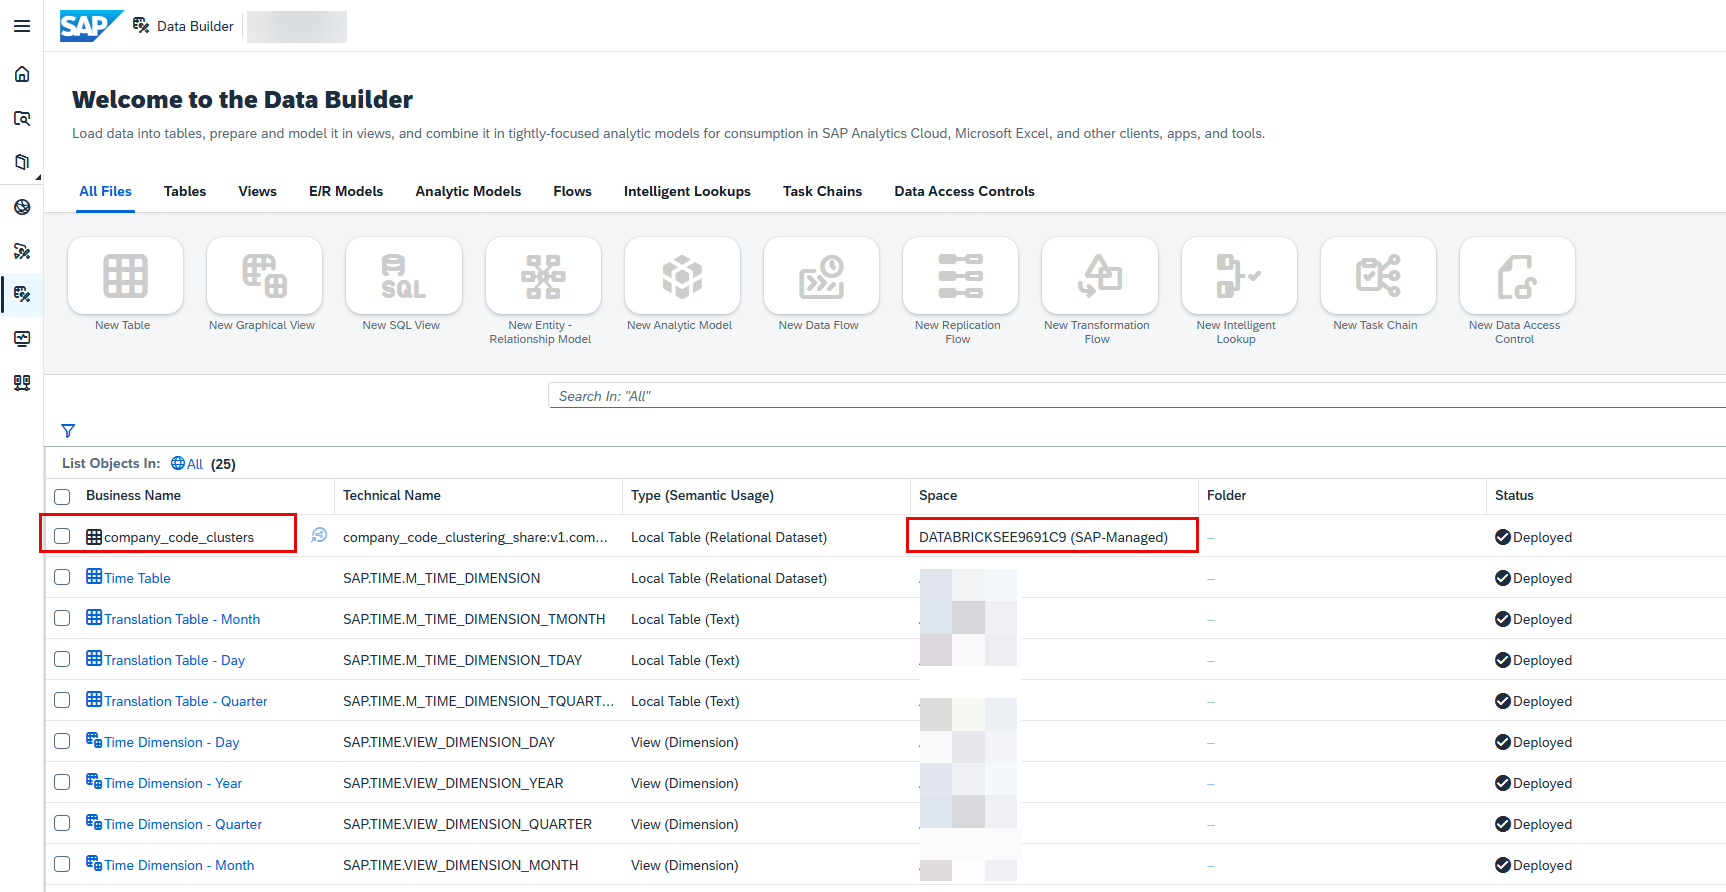 SAP Data Builder
Welcome to the Data Builder
Load data into tables, prepare and model it in views, and combine it in tightly-focused analytic models for consumption in SAP Analytics Cloud, Microsoft Excel, and other clients, apps, and tools.
All Files Tables Views E/R Models Analytic Models Flows Intelligent Lookups Task Chains Data Access Controls
SQL
New Table New Graphical View New SQL View New Entity - New Analytic Model New Data Flow New Replication New Transformation New Intelligent New Task Chain New Data Access
Relationship Model Flow Flow Lookup Control
Search In: "All"
List Objects In: All (25)
Business Name Technical Name Type (Semantic Usage) Space Folder Status
company_code_clusters company_code_clustering_share:v1.com... Local Table (Relational Dataset) DATABRICKSEE9691C9 (SAP-Managed) – Deployed
Time Table SAP.TIME.M_TIME_DIMENSION Local Table (Relational Dataset) – Deployed
Translation Table - Month SAP.TIME.M_TIME_DIMENSION_TMONTH Local Table (Text) – Deployed
Translation Table - Day SAP.TIME.M_TIME_DIMENSION_TDAY Local Table (Text) – Deployed
Translation Table - Quarter SAP.TIME.M_TIME_DIMENSION_TQUART... Local Table (Text) – Deployed
Time Dimension - Day SAP.TIME.VIEW_DIMENSION_DAY View (Dimension) – Deployed
Time Dimension - Year SAP.TIME.VIEW_DIMENSION_YEAR View (Dimension) – Deployed
Time Dimension - Quarter SAP.TIME.VIEW_DIMENSION_QUARTER View (Dimension) – Deployed
Time Dimension - Month SAP.TIME.VIEW_DIMENSION_MONTH View (Dimension) – Deployed